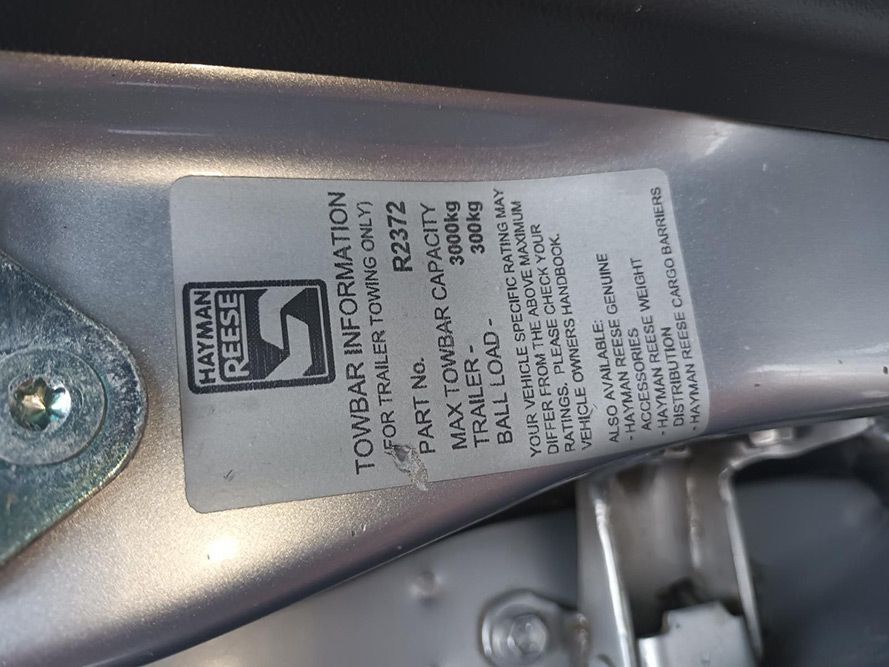 HAYMAN
REESE
TOWBAR INFORMATION
(FOR TRAILER TOWING ONLY)
PART No. R2372
MAX TOWBAR CAPACITY
TRAILER - 3000kg
BALL LOAD - 300kg
YOUR VEHICLE SPECIFIC RATING MAY
DIFFER FROM THE ABOVE MAXIMUM
RATINGS. PLEASE CHECK YOUR
VEHICLE OWNERS HANDBOOK.
ALSO AVAILABLE:
- HAYMAN REESE GENUINE
ACCESSORIES
- HAYMAN REESE WEIGHT
DISTRIBUTION
- HAYMAN REESE CARGO BARRIERS